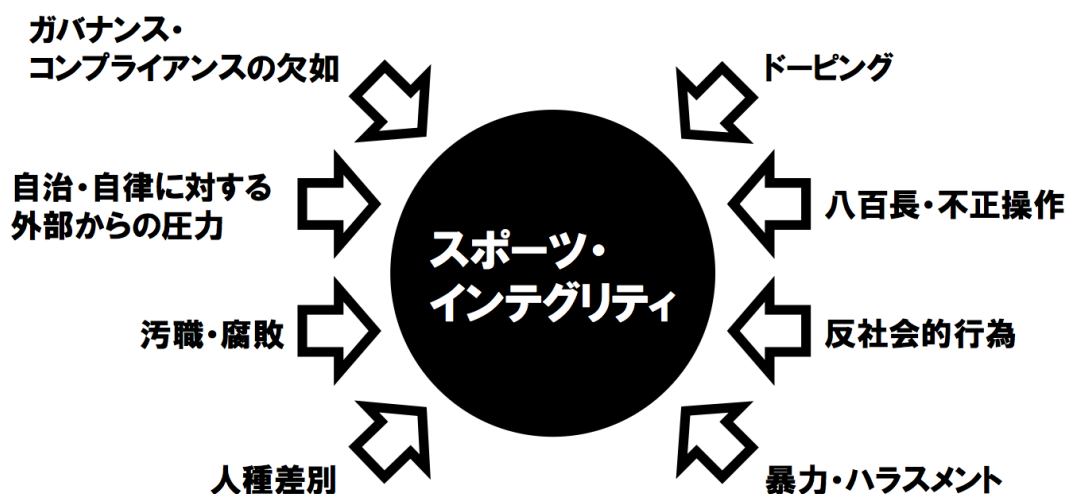 ガバナンス・
コンプライアンスの欠如
ドーピング
自治・自律に対する
外部からの圧力
八百長・不正操作
スポーツ・
インテグリティ
汚職・腐敗
反社会的行為
人種差別
暴力・ハラスメント